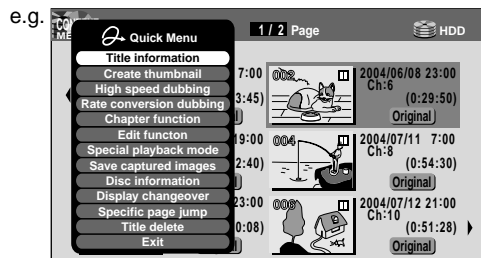 e.g.
Quick Menu
1 / 2 Page
HDD
Title information
Create thumbnail
High speed dubbing
Rate conversion dubbing
Chapter function
Edit functon
Special playback mode
Save captured images
Disc information
Display changeover
Specific page jump
Title delete
Exit
7:00
3:45)
002
2004/06/08 23:00
Ch:6
(0:29:50)
Original
19:00
2:40)
004
2004/07/11 7:00
Ch:8
(0:54:30)
Original
23:00
0:08)
006
2004/07/12 21:00
Ch:10
(0:51:28)
Original